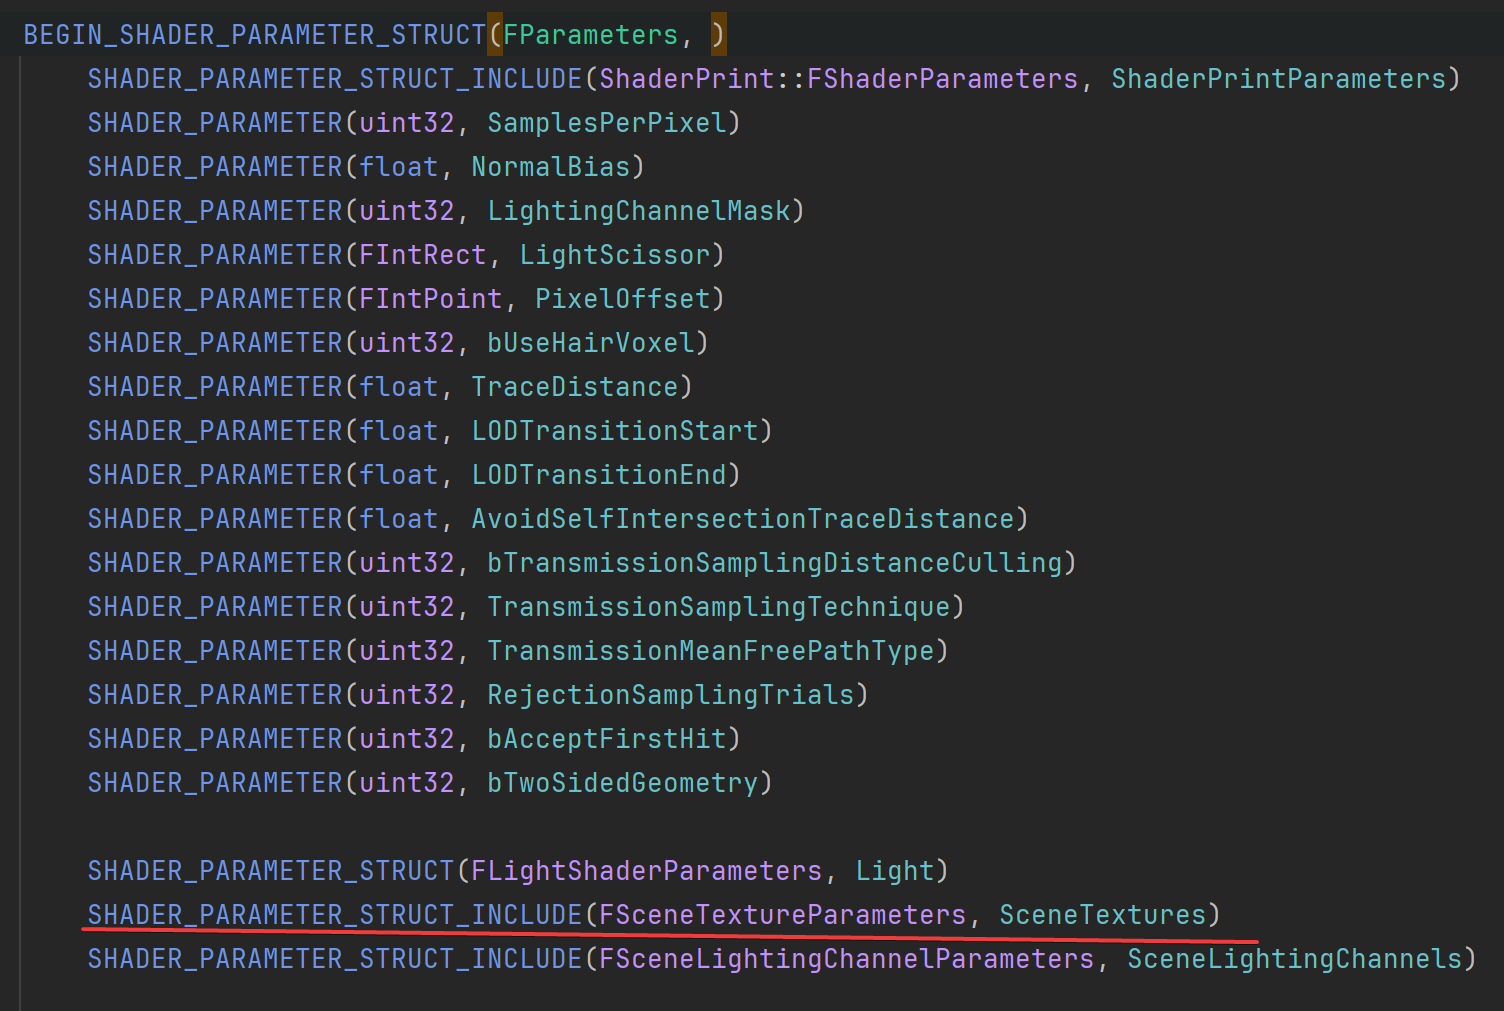 BEGIN_SHADER_PARAMETER_STRUCT(FParameters, )
SHADER_PARAMETER_STRUCT_INCLUDE(ShaderPrint::FShaderParameters, ShaderPrintParameters)
SHADER_PARAMETER(uint32, SamplesPerPixel)
SHADER_PARAMETER(float, NormalBias)
SHADER_PARAMETER(uint32, LightingChannelMask)
SHADER_PARAMETER(FIntRect, LightScissor)
SHADER_PARAMETER(FIntPoint, PixelOffset)
SHADER_PARAMETER(uint32, bUseHairVoxel)
SHADER_PARAMETER(float, TraceDistance)
SHADER_PARAMETER(float, LODTransitionStart)
SHADER_PARAMETER(float, LODTransitionEnd)
SHADER_PARAMETER(float, AvoidSelfIntersectionTraceDistance)
SHADER_PARAMETER(uint32, bTransmissionSamplingDistanceCulling)
SHADER_PARAMETER(uint32, TransmissionSamplingTechnique)
SHADER_PARAMETER(uint32, TransmissionMeanFreePathType)
SHADER_PARAMETER(uint32, RejectionSamplingTrials)
SHADER_PARAMETER(uint32, bAcceptFirstHit)
SHADER_PARAMETER(uint32, bTwoSidedGeometry)
SHADER_PARAMETER_STRUCT(FLightShaderParameters, Light)
SHADER_PARAMETER_STRUCT_INCLUDE(FSceneTextureParameters, SceneTextures)
SHADER_PARAMETER_STRUCT_INCLUDE(FSceneLightingChannelParameters, SceneLightingChannels)